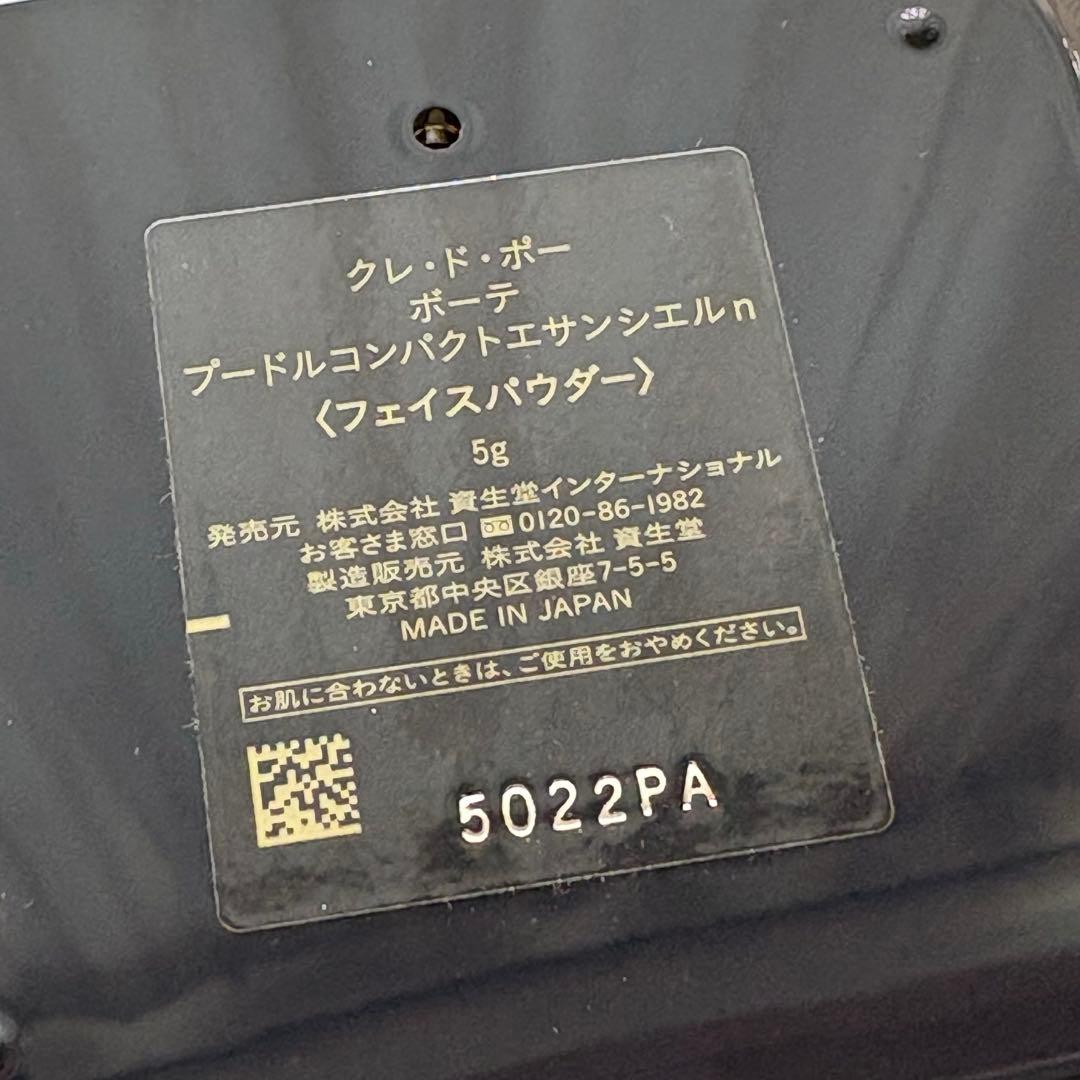 クレ・ド・ポー
ボーテ
プードルコンパクトエサンシエルn
〈フェイスパウダー〉
5g
発売元 株式会社 資生堂インターナショナル
お客さま窓口 0120-86-1982
製造販売元 株式会社 資生堂
東京都中央区銀座7-5-5
MADE IN JAPAN
お肌に合わないときは、ご使用をおやめください。
5022PA